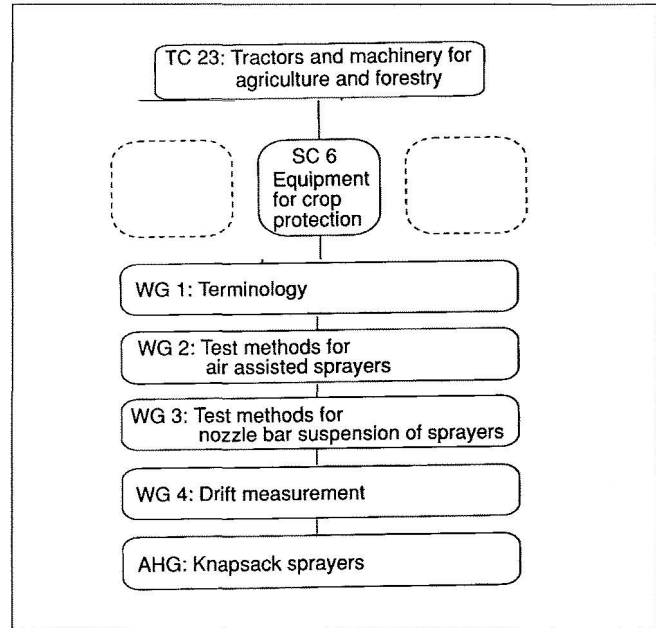 TC 23: Tractors and machinery for
agriculture and forestry
SC 6
Equipment
for crop
protection
WG 1: Terminology
WG 2: Test methods for
air assisted sprayers
WG 3: Test methods for
nozzle bar suspension of sprayers
WG 4: Drift measurement
AHG: Knapsack sprayers